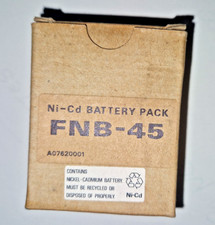 Ni-Cd BATTERY PACK
FNB-45
A07620001
CONTAINS
NICKEL-CADMIUM BATTERY
MUST BE RECYCLED OR
DISPOSED OF PROPERLY
Ni-Cd